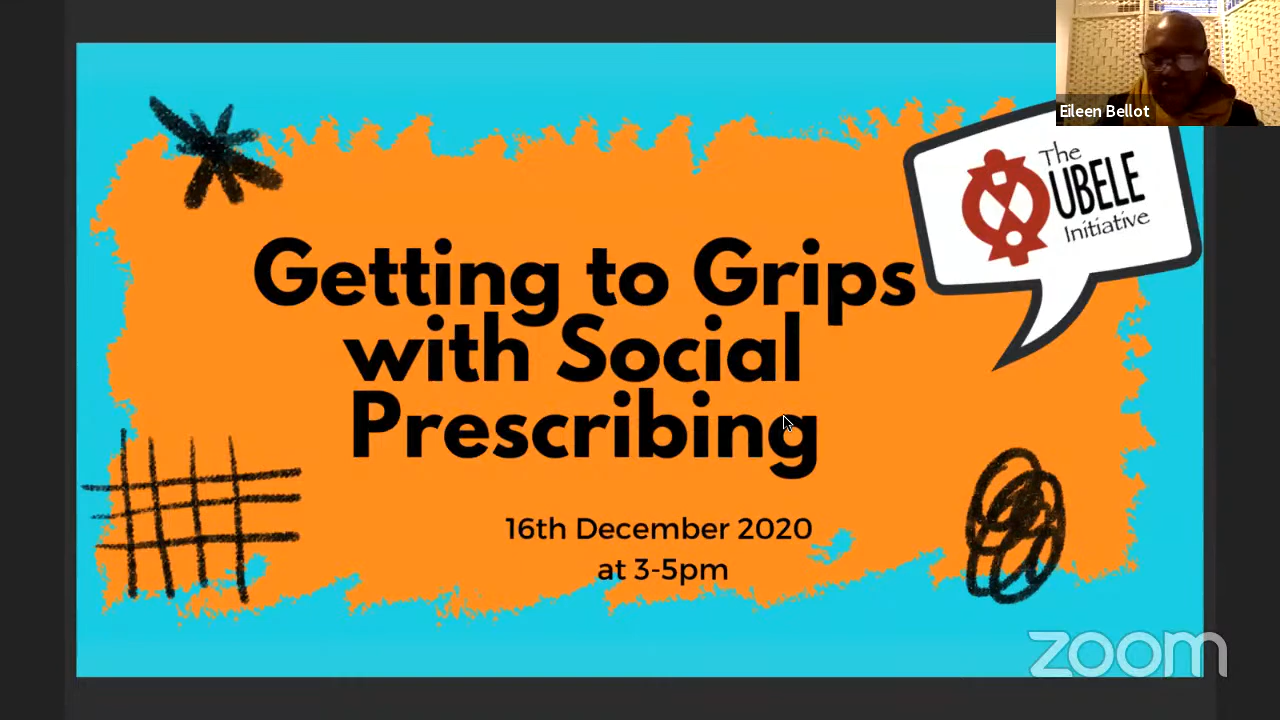 Eileen Bellot
The
UBELE
Initiative
Getting to Grips
with Social
Prescribing
16th December 2020
at 3-5pm
zoom